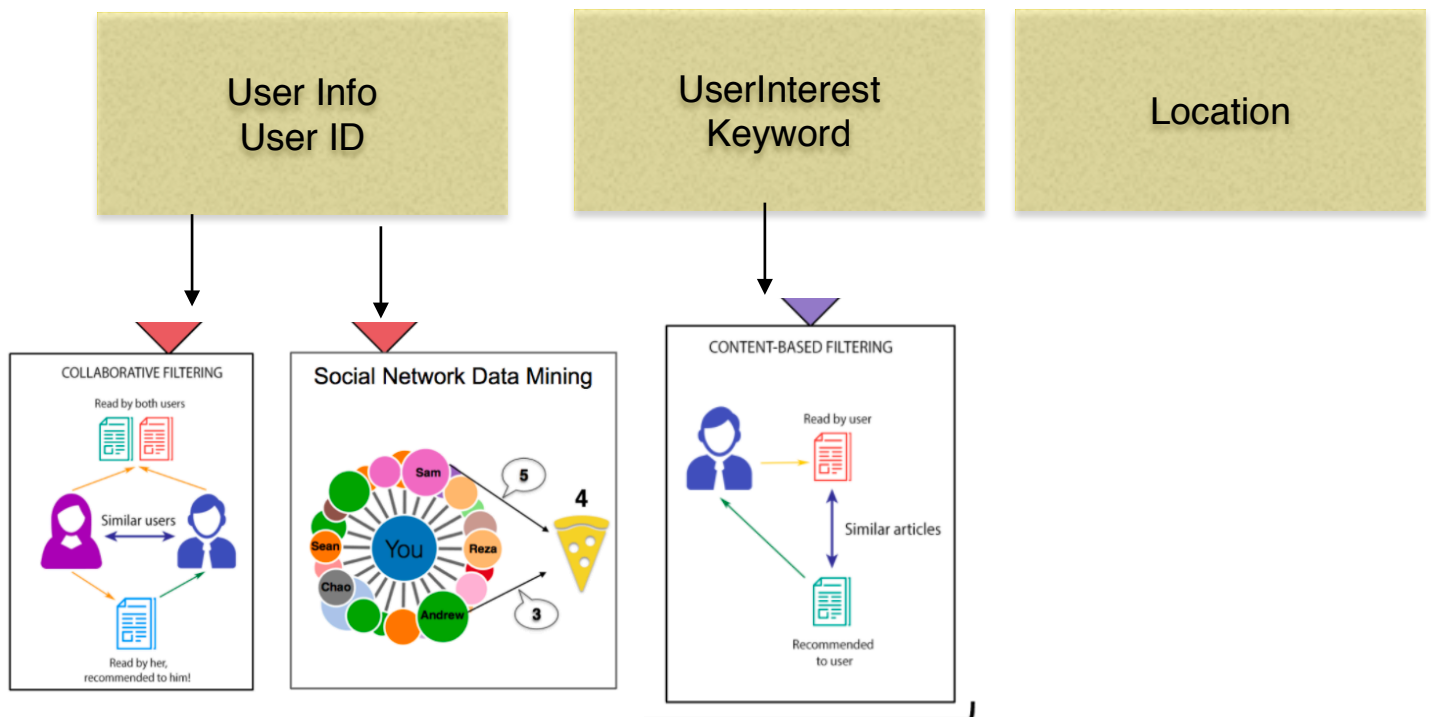 User Info
User ID
UserInterest
Keyword
Location
COLLABORATIVE FILTERING
Read by both users
Similar users
Read by her,
recommended to him!
Social Network Data Mining
Sam
5
4
Sean
You
Reza
Chao
Andrew
3
CONTENT-BASED FILTERING
Read by user
Similar articles
Recommended
to user